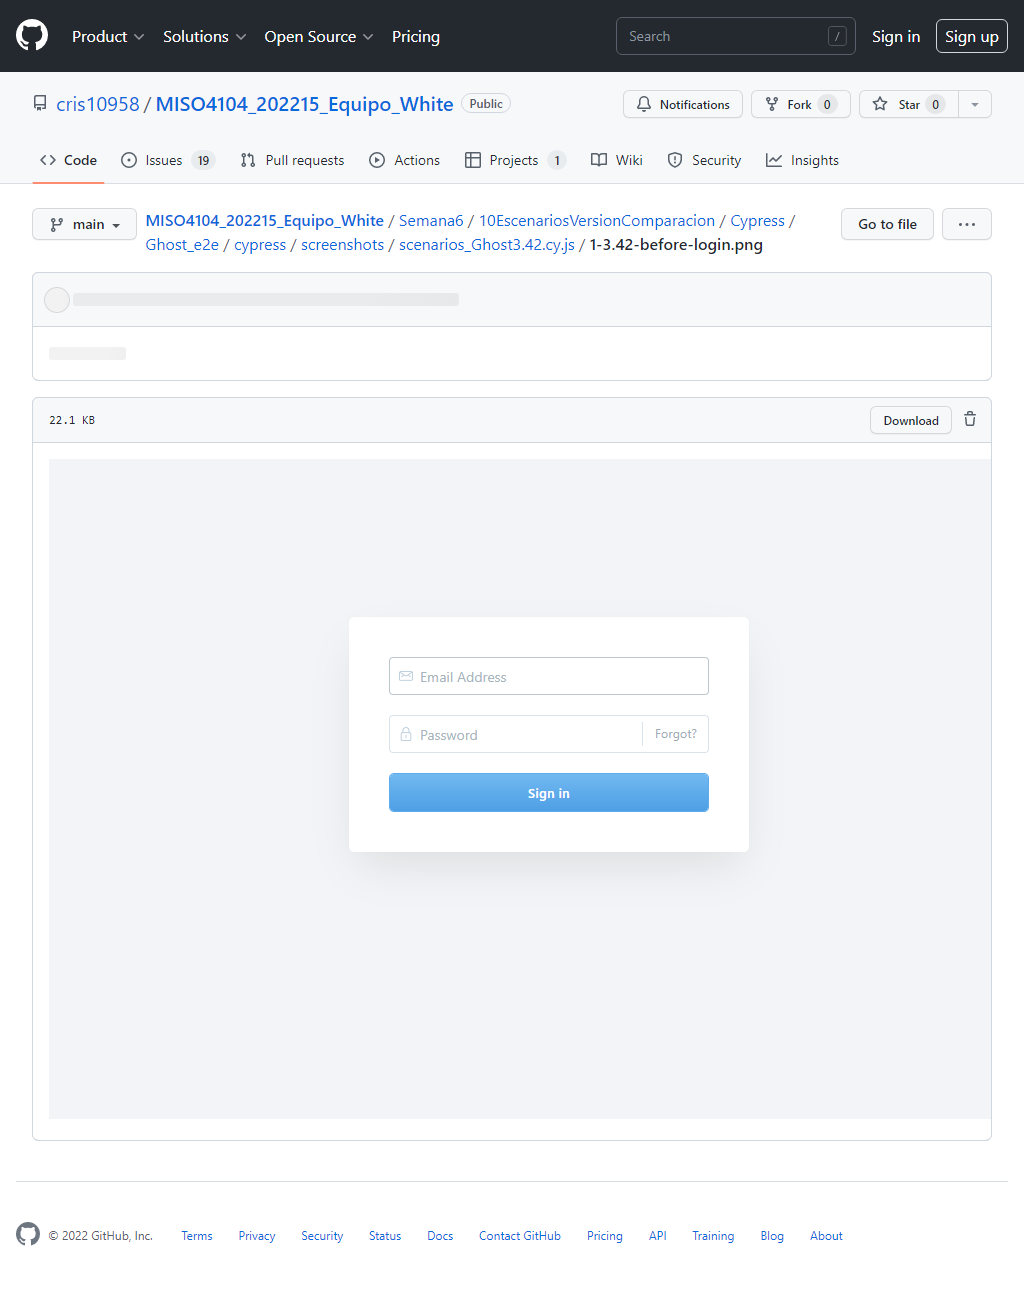 Product Solutions Open Source Pricing Search / Sign in Sign up
cris10958 / MISO4104_202215_Equipo_White Public Notifications Fork 0 Star 0
Code Issues 19 Pull requests Actions Projects 1 Wiki Security Insights
main MISO4104_202215_Equipo_White / Semana6 / 10EscenariosVersionComparacion / Cypress / Go to file ...
Ghost_e2e / cypress / screenshots / scenarios_Ghost3.42.cy.js / 1-3.42-before-login.png
22.1 KB Download
Email Address
Password Forgot?
Sign in
© 2022 GitHub, Inc. Terms Privacy Security Status Docs Contact GitHub Pricing API Training Blog About